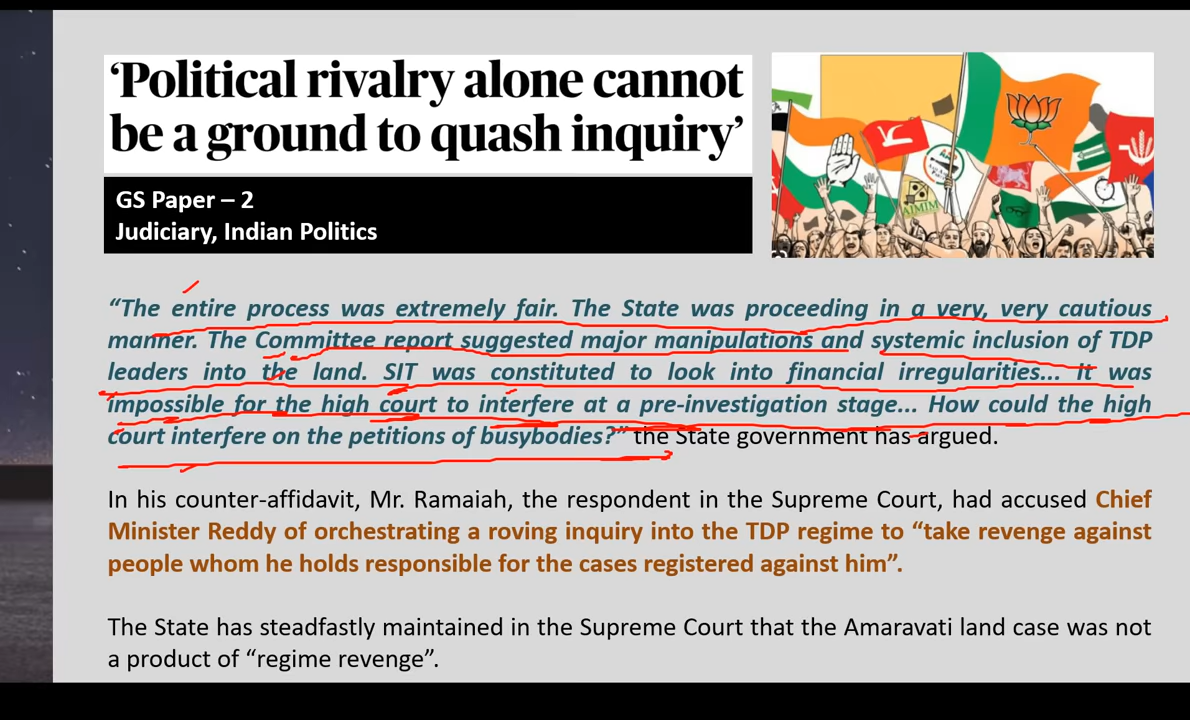 ‘Political rivalry alone cannot
be a ground to quash inquiry’
GS Paper – 2
Judiciary, Indian Politics
AIMIM
“The entire process was extremely fair. The State was proceeding in a very, very cautious
manner. The Committee report suggested major manipulations and systemic inclusion of TDP
leaders into the land. SIT was constituted to look into financial irregularities... It was
impossible for the high court to interfere at a pre-investigation stage... How could the high
court interfere on the petitions of busybodies?” the State government has argued.
In his counter-affidavit, Mr. Ramaiah, the respondent in the Supreme Court, had accused Chief
Minister Reddy of orchestrating a roving inquiry into the TDP regime to “take revenge against
people whom he holds responsible for the cases registered against him”.
The State has steadfastly maintained in the Supreme Court that the Amaravati land case was not
a product of “regime revenge”.